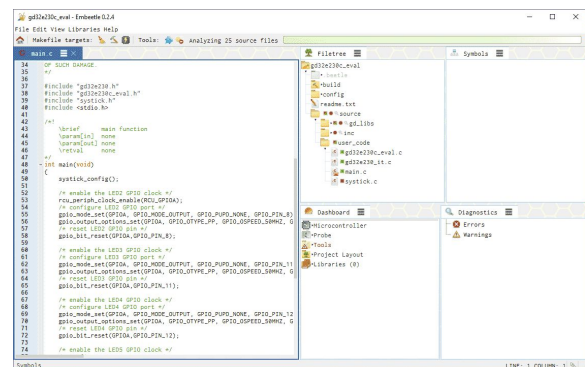 gd32e230c_eval - Embeetle 0.2.4
File Edit View Libraries Help
Makefile targets: Tools: Analyzing 25 source files
main.c
34 OF SUCH DAMAGE.
35 */
36
37 #include "gd32e230.h"
38 #include "gd32e230c_eval.h"
39 #include "systick.h"
40 #include <stdio.h>
41
42 /*!
43 \brief main function
44 \param[in] none
45 \param[out] none
46 \retval none
47 */
48 int main(void)
49 {
50 systick_config();
51
52 /* enable the LED2 GPIO clock */
53 rcu_periph_clock_enable(RCU_GPIOA);
54 /* configure LED2 GPIO port */
55 gpio_mode_set(GPIOA, GPIO_MODE_OUTPUT, GPIO_PUPD_NONE, GPIO_PIN_8)
56 gpio_output_options_set(GPIOA, GPIO_OTYPE_PP, GPIO_OSPEED_50MHZ, G
57 /* reset LED2 GPIO pin */
58 gpio_bit_reset(GPIOA,GPIO_PIN_8);
59
60 /* enable the LED3 GPIO clock */
61 /* configure LED3 GPIO port */
62 gpio_mode_set(GPIOA, GPIO_MODE_OUTPUT, GPIO_PUPD_NONE, GPIO_PIN_11
63 gpio_output_options_set(GPIOA, GPIO_OTYPE_PP, GPIO_OSPEED_50MHZ, G
64 /* reset LED3 GPIO pin */
65 gpio_bit_reset(GPIOA,GPIO_PIN_11);
66
67 /* enable the LED4 GPIO clock */
68 /* configure LED4 GPIO port */
69 gpio_mode_set(GPIOA, GPIO_MODE_OUTPUT, GPIO_PUPD_NONE, GPIO_PIN_12
70 gpio_output_options_set(GPIOA, GPIO_OTYPE_PP, GPIO_OSPEED_50MHZ, G
71 /* reset LED4 GPIO pin */
72 gpio_bit_reset(GPIOA,GPIO_PIN_12);
73
74 /* enable the LED5 GPIO clock */
Filetree
gd32e230c_eval
.beetle
build
config
readme.txt
source
gd_libs
inc
user_code
gd32e230c_eval.c
gd32e230_it.c
main.c
systick.c
Symbols
Dashboard
Microcontroller
Probe
Tools
Project Layout
Libraries (0)
Diagnostics
Errors
Warnings
Symbols
LINE: 1 COLUMN: 1